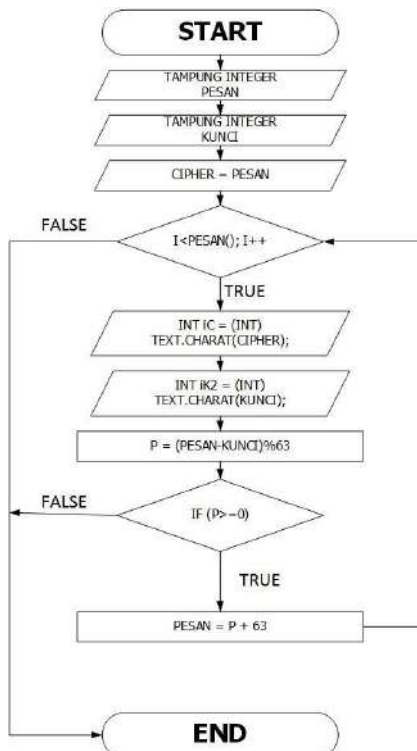 START
TAMPUNG INTEGER
PESAN
TAMPUNG INTEGER
KUNCI
CIPHER = PESAN
FALSE
I<PESAN(); I++
TRUE
INT iC = (INT)
TEXT.CHARAT(CIPHER);
INT iK2 = (INT)
TEXT.CHARAT(KUNCI);
P = (PESAN-KUNCI)%63
FALSE
IF (P>=0)
TRUE
PESAN = P + 63
END